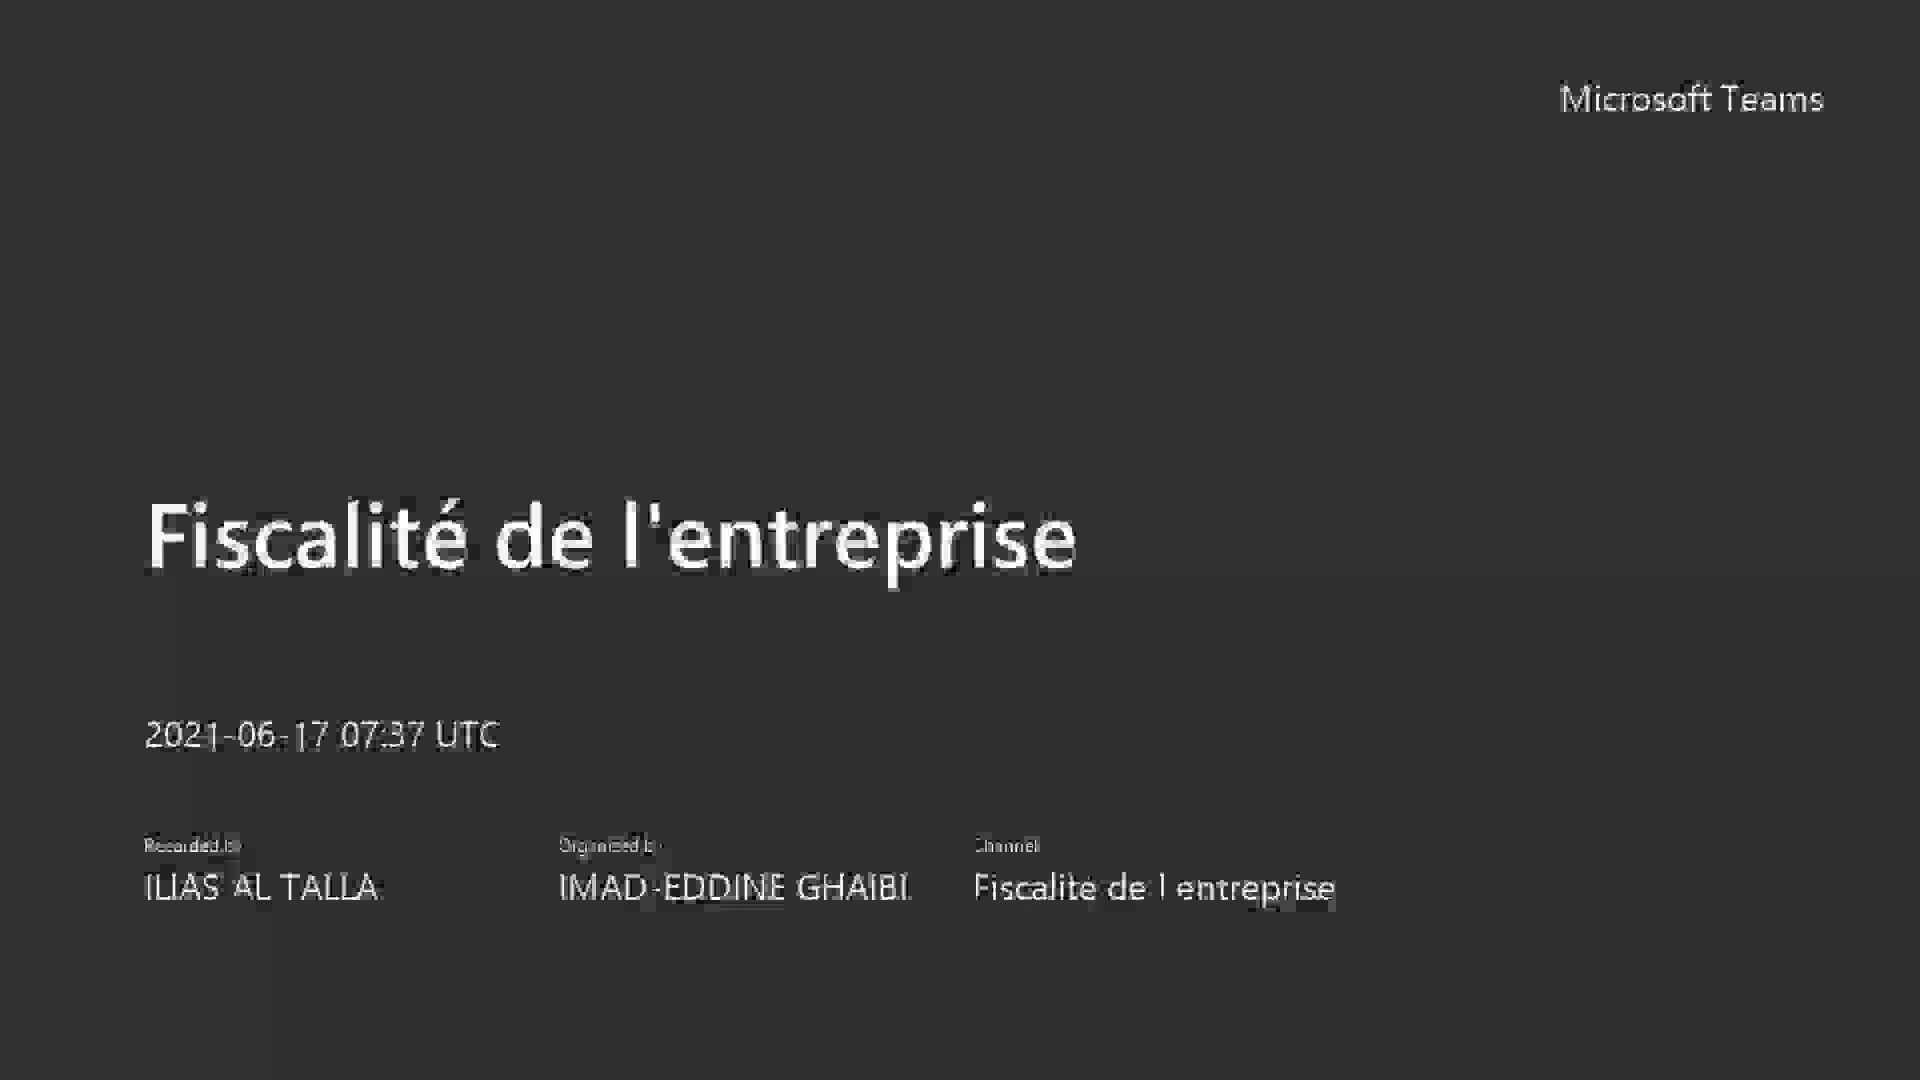 Microsoft Teams
Fiscalité de l'entreprise
2021-06-17 07:37 UTC
Recorded by
Organized by
Channel
ILIAS AL TALLA
IMAD-EDDINE GHAIBI
Fiscalité de l'entreprise